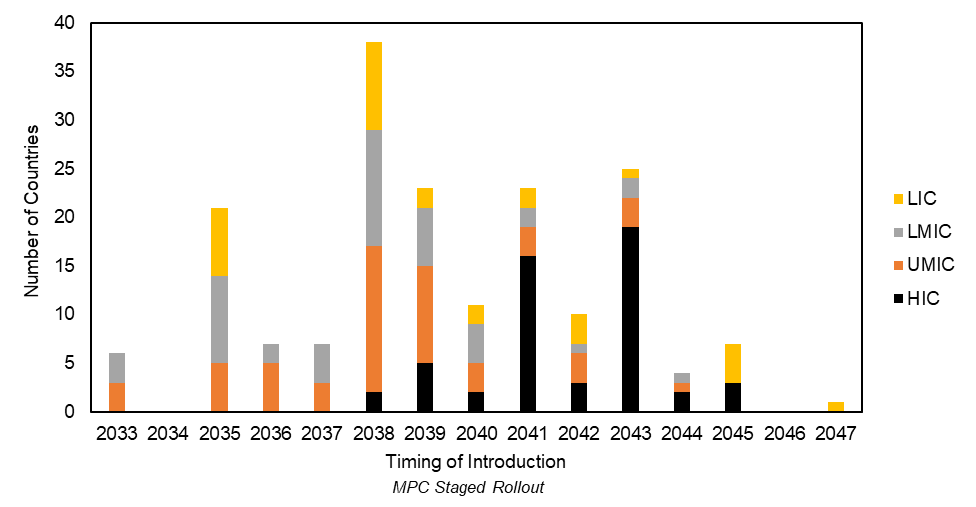 40
35
30
25
20
15
10
5
0
Number of Countries
2033 2034 2035 2036 2037 2038 2039 2040 2041 2042 2043 2044 2045 2046 2047
Timing of Introduction
MPC Staged Rollout
LIC
LMIC
UMIC
HIC